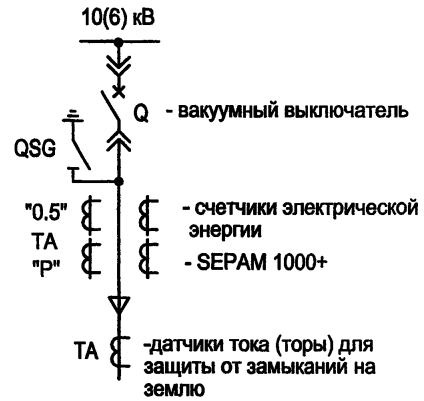 10(6) кВ
Q - вакуумный выключатель
QSG
"0.5" - счетчики электрической
TA энергии
"P" - SEPAM 1000+
TA -датчики тока (торы) для
защиты от замыканий на
землю